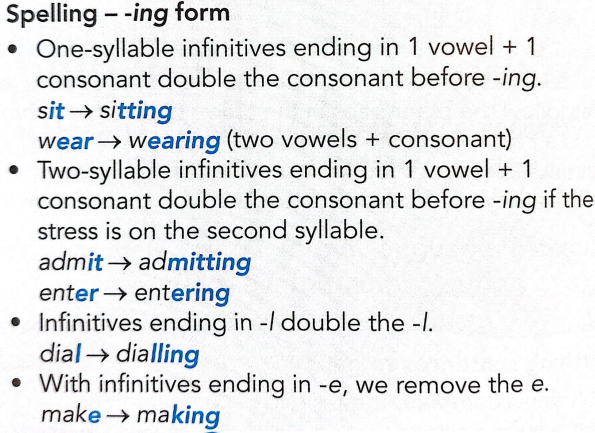 Spelling – -ing form
• One-syllable infinitives ending in 1 vowel + 1
consonant double the consonant before -ing.
sit → sitting
wear → wearing (two vowels + consonant)
• Two-syllable infinitives ending in 1 vowel + 1
consonant double the consonant before -ing if the
stress is on the second syllable.
admit → admitting
enter → entering
• Infinitives ending in -l double the -l.
dial → dialling
• With infinitives ending in -e, we remove the e.
make → making